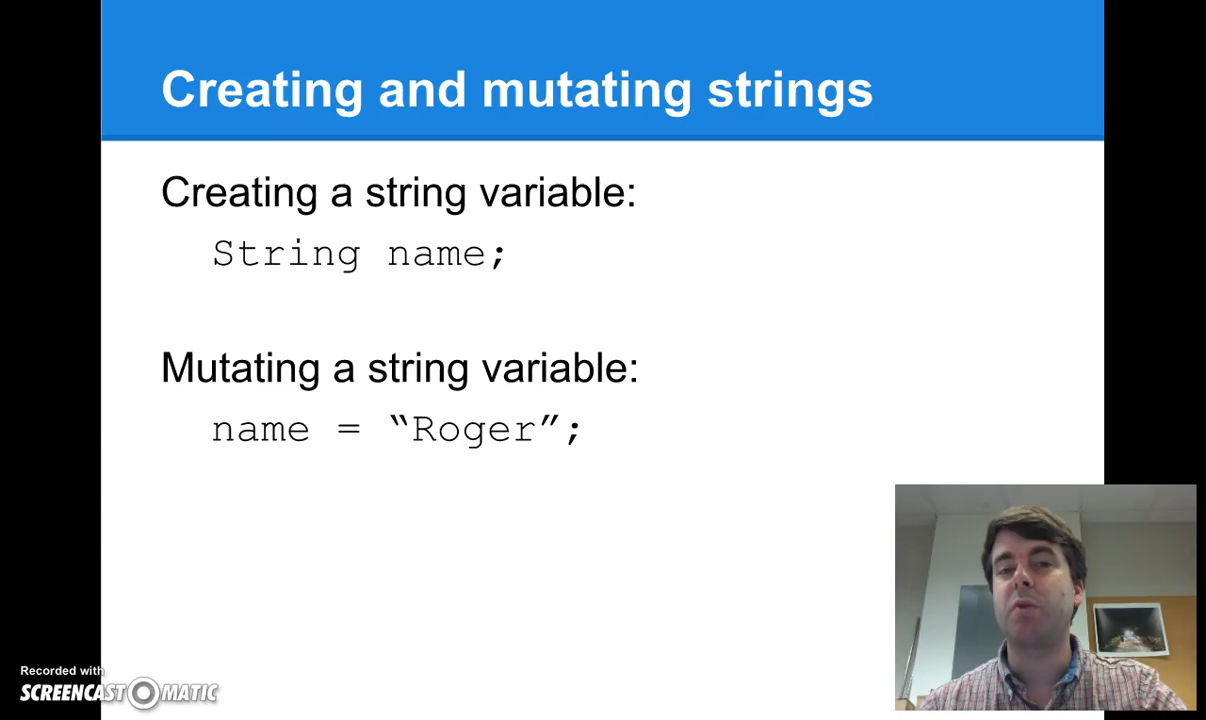 Creating and mutating strings
Creating a string variable:
String name;
Mutating a string variable:
name = “Roger”;
Recorded with
SCREENCAST MATIC